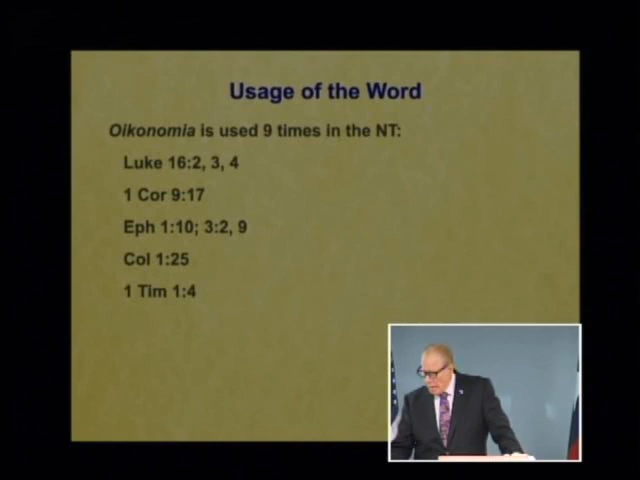 Usage of the Word
Oikonomia is used 9 times in the NT:
Luke 16:2, 3, 4
1 Cor 9:17
Eph 1:10; 3:2, 9
Col 1:25
1 Tim 1:4